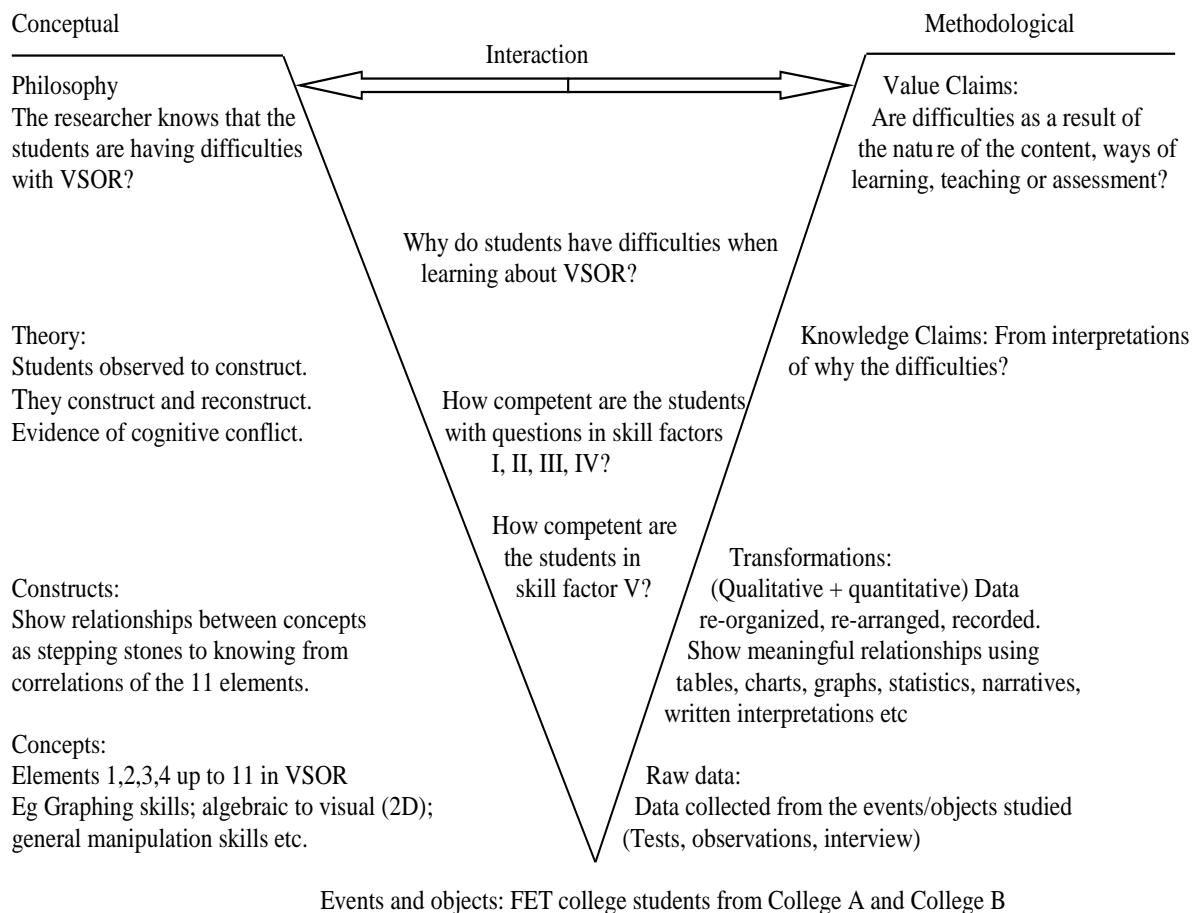 Conceptual
Methodological
Interaction
Philosophy
The researcher knows that the
students are having difficulties
with VSOR?
Value Claims:
Are difficulties as a result of
the nature of the content, ways of
learning, teaching or assessment?
Why do students have difficulties when
learning about VSOR?
Theory:
Students observed to construct.
They construct and reconstruct.
Evidence of cognitive conflict.
Knowledge Claims: From interpretations
of why the difficulties?
How competent are the students
with questions in skill factors
I, II, III, IV?
How competent are
the students in
skill factor V?
Constructs:
Show relationships between concepts
as stepping stones to knowing from
correlations of the 11 elements.
Transformations:
(Qualitative + quantitative) Data
re-organized, re-arranged, recorded.
Show meaningful relationships using
tables, charts, graphs, statistics, narratives,
written interpretations etc
Concepts:
Elements 1,2,3,4 up to 11 in VSOR
Eg Graphing skills; algebraic to visual (2D);
general manipulation skills etc.
Raw data:
Data collected from the events/objects studied
(Tests, observations, interview)
Events and objects: FET college students from College A and College B